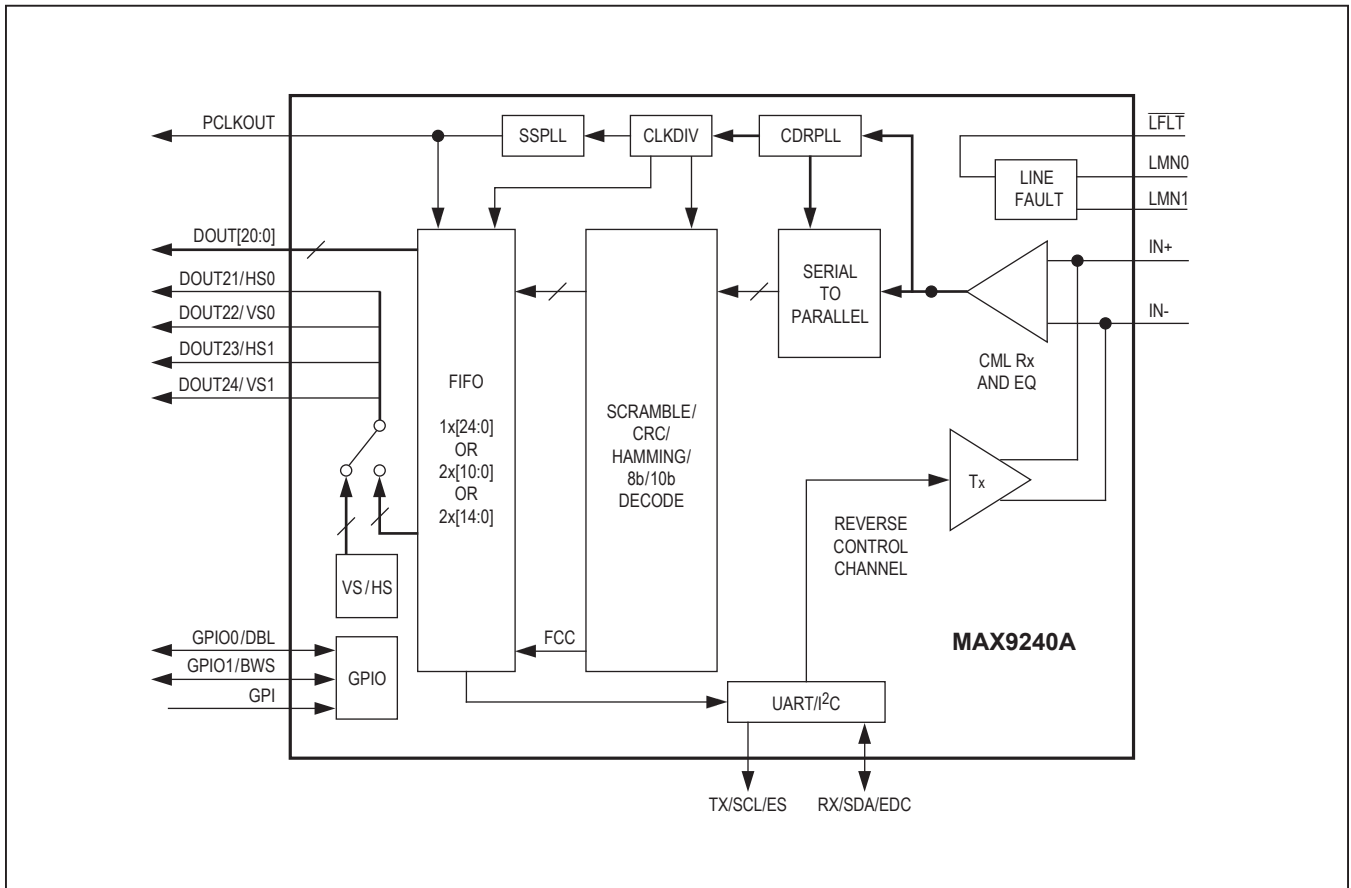 PCLKOUT
SSPLL
CLKDIV
CDRPLL
LFLT
LMN0
LMN1
LINE
FAULT
DOUT[20:0]
DOUT21/HS0
DOUT22/VS0
DOUT23/HS1
DOUT24/VS1
IN+
IN-
SERIAL
TO
PARALLEL
CML Rx
AND EQ
FIFO
1x[24:0]
OR
2x[10:0]
OR
2x[14:0]
SCRAMBLE/
CRC/
HAMMING/
8b/10b
DECODE
Tx
REVERSE
CONTROL
CHANNEL
VS/HS
GPIO0/DBL
GPIO1/BWS
GPI
GPIO
FCC
MAX9240A
UART/I²C
TX/SCL/ES
RX/SDA/EDC